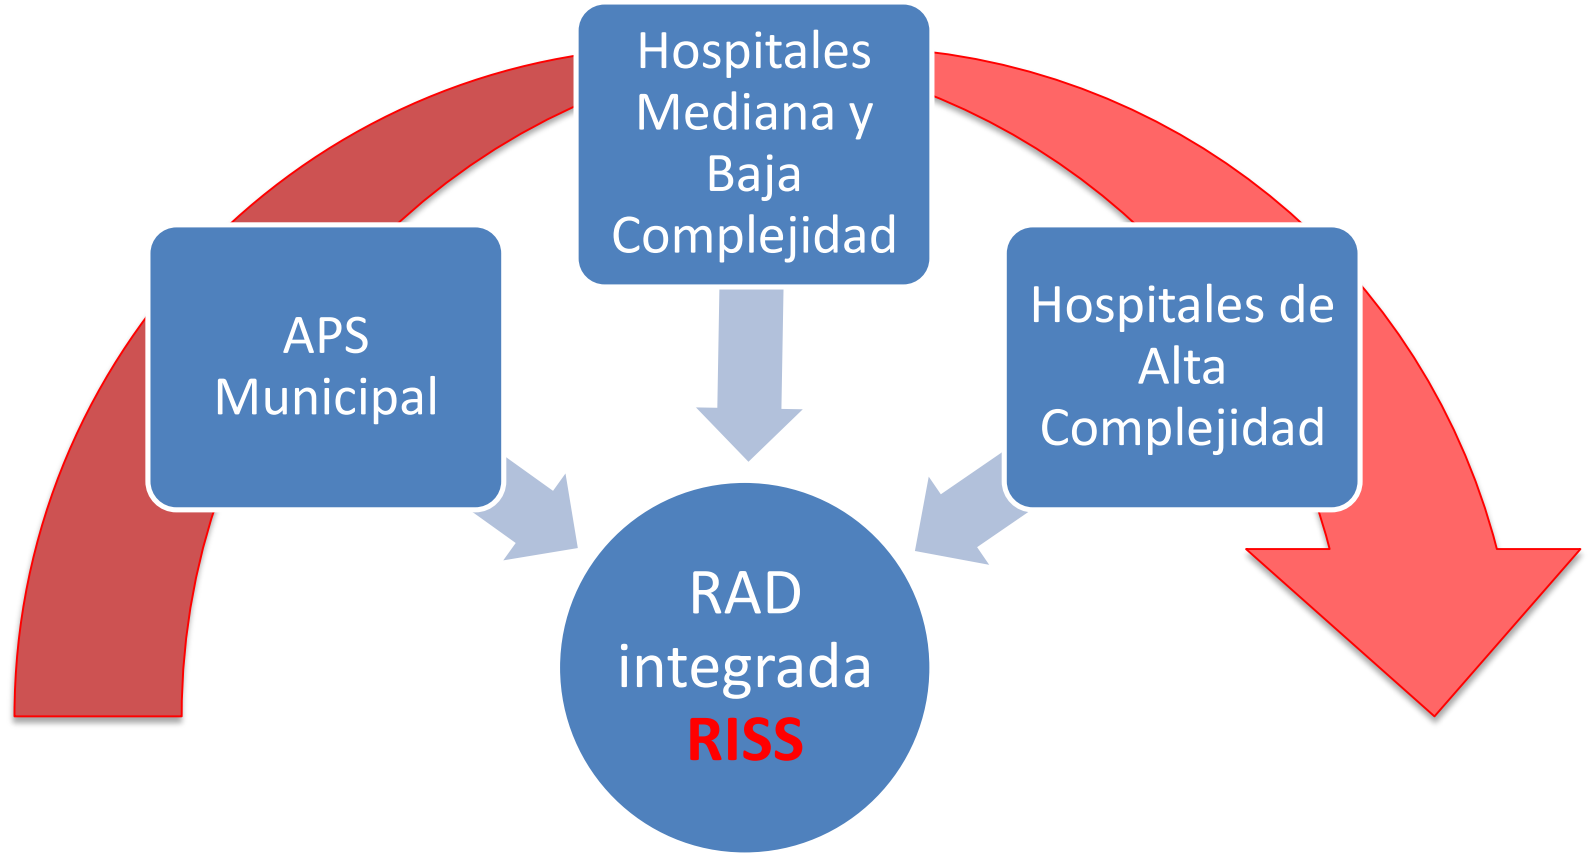 Hospitales
Mediana y
Baja
Complejidad
APS
Municipal
Hospitales de
Alta
Complejidad
RAD
integrada
RISS